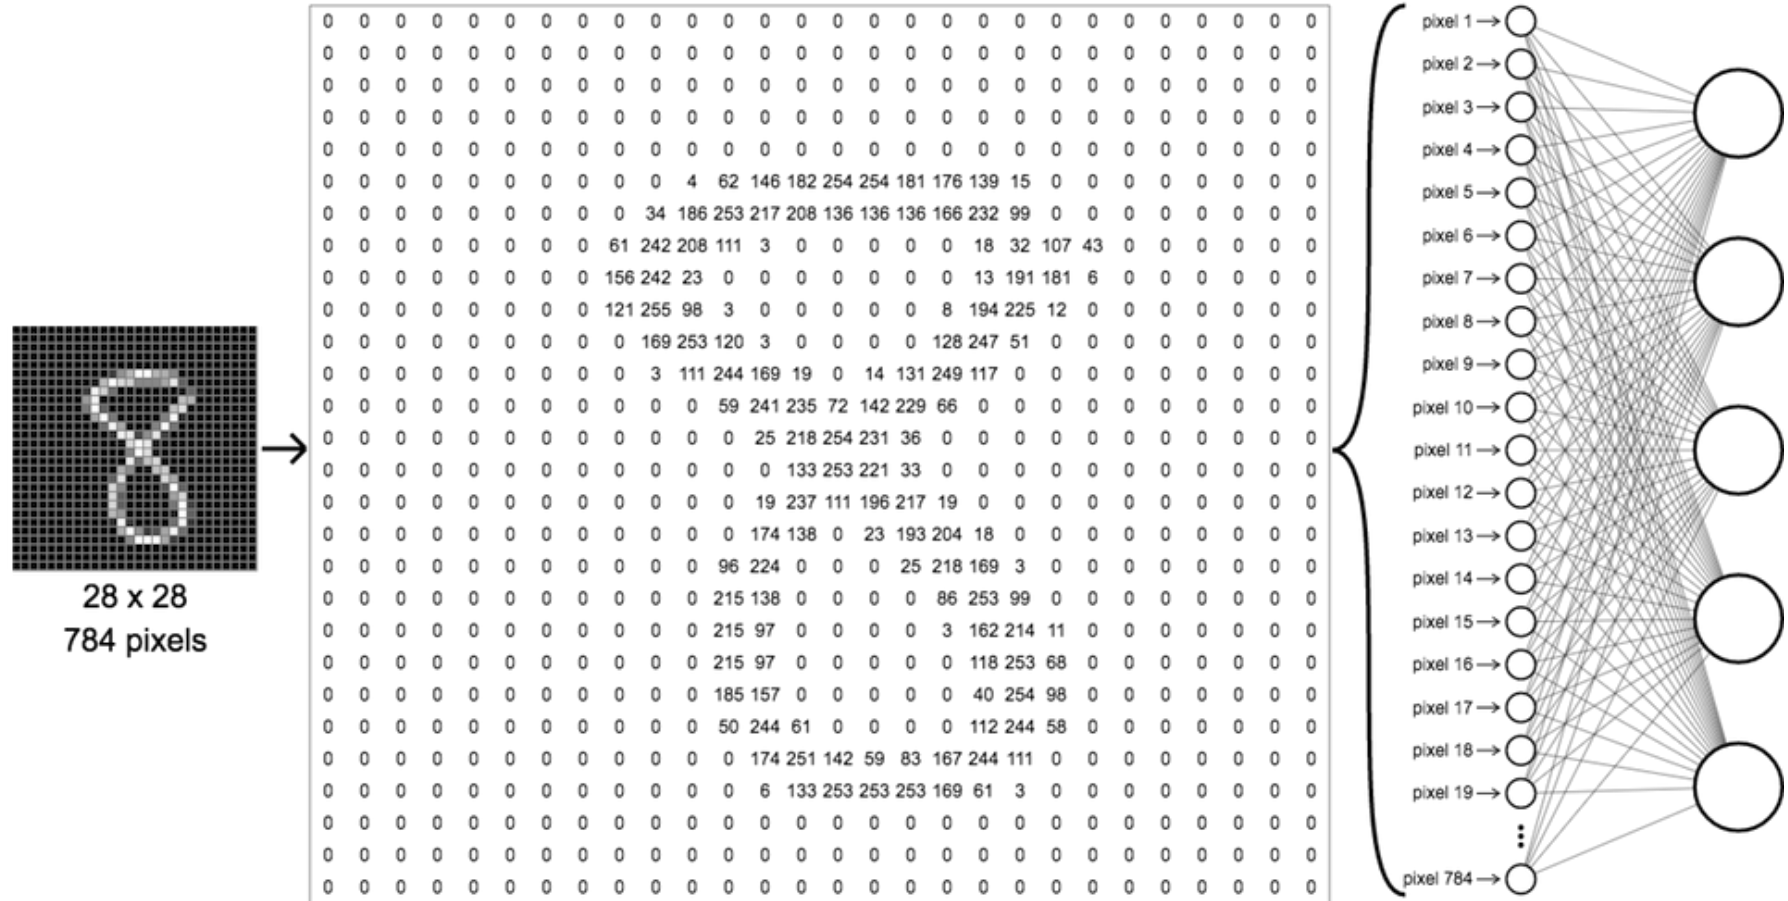 28 x 28
784 pixels
0 0 0 0 0 0 0 0 0 0 0 0 0 0 0 0 0 0 0 0 0 0 0 0 0 0 0 0
0 0 0 0 0 0 0 0 0 0 0 0 0 0 0 0 0 0 0 0 0 0 0 0 0 0 0 0
0 0 0 0 0 0 0 0 0 0 0 0 0 0 0 0 0 0 0 0 0 0 0 0 0 0 0 0
0 0 0 0 0 0 0 0 0 0 0 0 0 0 0 0 0 0 0 0 0 0 0 0 0 0 0 0
0 0 0 0 0 0 0 0 0 0 0 0 0 0 0 0 0 0 0 0 0 0 0 0 0 0 0 0
0 0 0 0 0 0 0 0 0 0 4 62 146 182 254 254 181 176 139 15 0 0 0 0 0 0 0 0
0 0 0 0 0 0 0 0 0 34 186 253 217 208 136 136 136 166 232 99 0 0 0 0 0 0 0 0
0 0 0 0 0 0 0 0 61 242 208 111 3 0 0 0 0 0 18 32 107 43 0 0 0 0 0 0
0 0 0 0 0 0 0 0 156 242 23 0 0 0 0 0 0 0 13 191 181 6 0 0 0 0 0 0
0 0 0 0 0 0 0 0 121 255 98 3 0 0 0 0 0 8 194 225 12 0 0 0 0 0 0 0
0 0 0 0 0 0 0 0 0 169 253 120 3 0 0 0 0 128 247 51 0 0 0 0 0 0 0 0
0 0 0 0 0 0 0 0 0 3 111 244 169 19 0 14 131 249 117 0 0 0 0 0 0 0 0 0
0 0 0 0 0 0 0 0 0 0 0 59 241 235 72 142 229 66 0 0 0 0 0 0 0 0 0 0
0 0 0 0 0 0 0 0 0 0 0 0 25 218 254 231 36 0 0 0 0 0 0 0 0 0 0 0
0 0 0 0 0 0 0 0 0 0 0 0 0 133 253 221 33 0 0 0 0 0 0 0 0 0 0 0
0 0 0 0 0 0 0 0 0 0 0 0 19 237 111 196 217 19 0 0 0 0 0 0 0 0 0 0
0 0 0 0 0 0 0 0 0 0 0 0 174 138 0 23 193 204 18 0 0 0 0 0 0 0 0 0
0 0 0 0 0 0 0 0 0 0 0 96 224 0 0 0 25 218 169 3 0 0 0 0 0 0 0 0
0 0 0 0 0 0 0 0 0 0 0 215 138 0 0 0 0 86 253 99 0 0 0 0 0 0 0 0
0 0 0 0 0 0 0 0 0 0 0 215 97 0 0 0 0 3 162 214 11 0 0 0 0 0 0 0
0 0 0 0 0 0 0 0 0 0 0 215 97 0 0 0 0 0 118 253 68 0 0 0 0 0 0 0
0 0 0 0 0 0 0 0 0 0 0 185 157 0 0 0 0 0 40 254 98 0 0 0 0 0 0 0
0 0 0 0 0 0 0 0 0 0 0 50 244 61 0 0 0 0 112 244 58 0 0 0 0 0 0 0
0 0 0 0 0 0 0 0 0 0 0 0 174 251 142 59 83 167 244 111 0 0 0 0 0 0 0 0
0 0 0 0 0 0 0 0 0 0 0 0 6 133 253 253 253 169 61 3 0 0 0 0 0 0 0 0
0 0 0 0 0 0 0 0 0 0 0 0 0 0 0 0 0 0 0 0 0 0 0 0 0 0 0 0
0 0 0 0 0 0 0 0 0 0 0 0 0 0 0 0 0 0 0 0 0 0 0 0 0 0 0 0
0 0 0 0 0 0 0 0 0 0 0 0 0 0 0 0 0 0 0 0 0 0 0 0 0 0 0 0
pixel 1
pixel 2
pixel 3
pixel 4
pixel 5
pixel 6
pixel 7
pixel 8
pixel 9
pixel 10
pixel 11
pixel 12
pixel 13
pixel 14
pixel 15
pixel 16
pixel 17
pixel 18
pixel 19
pixel 784